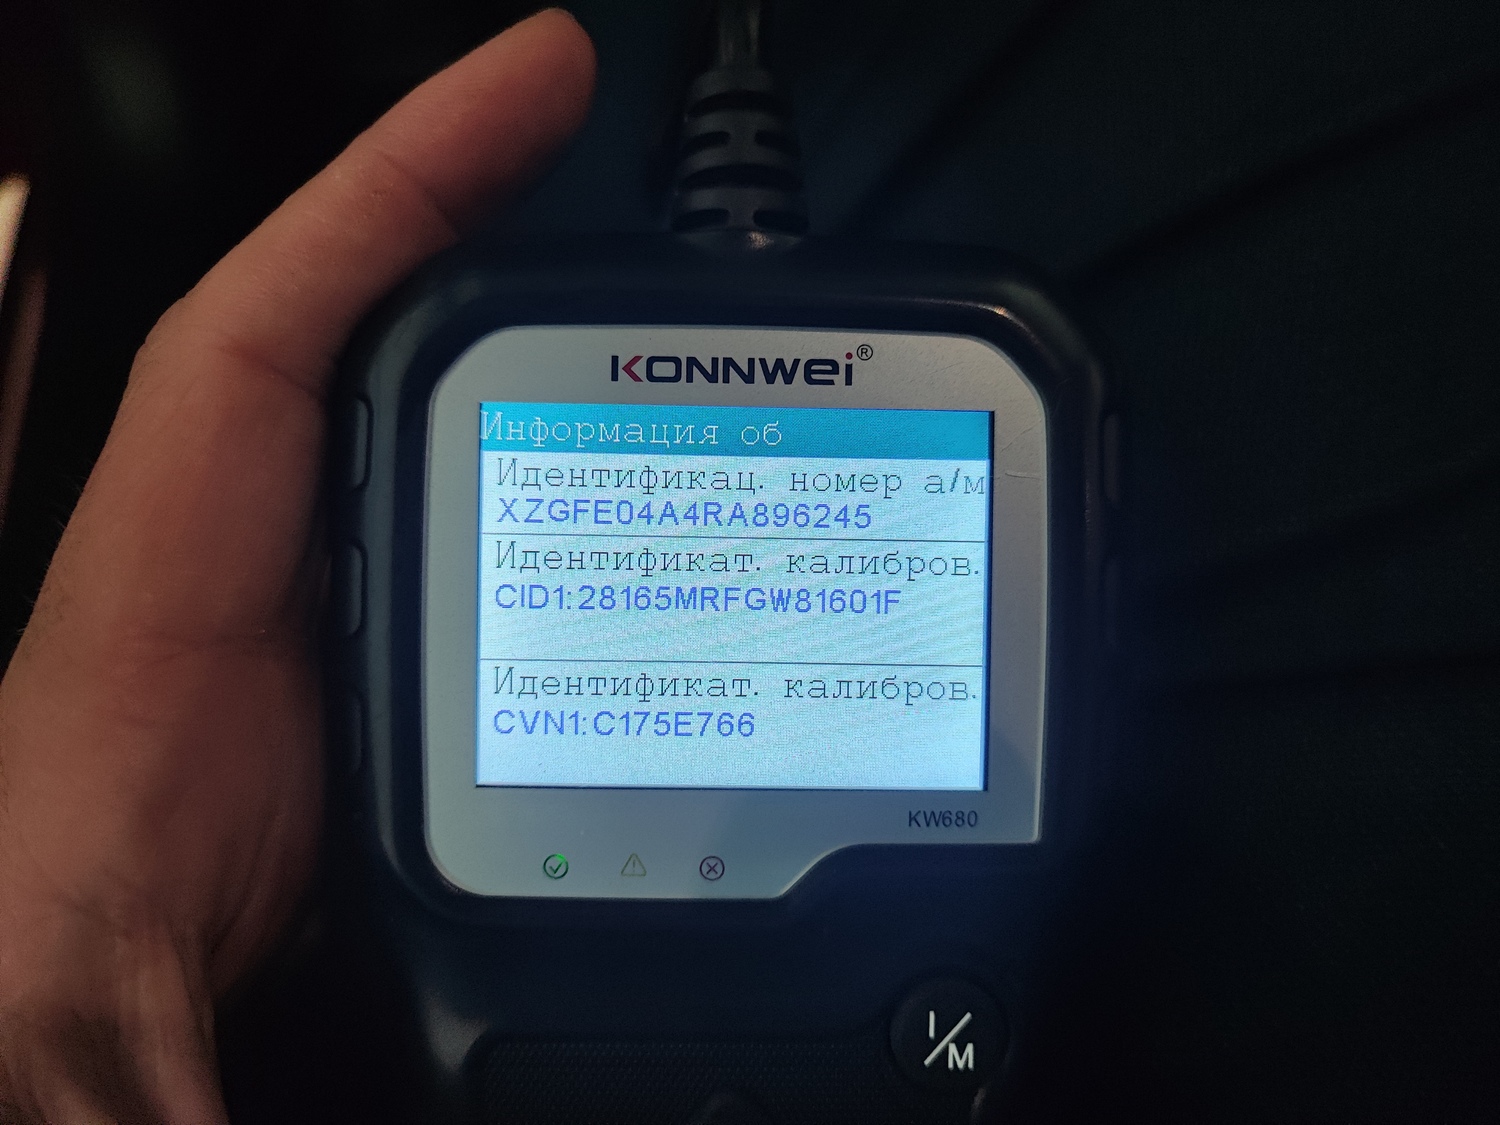 KONNWEI®
Информация об
Идентификац. номер а/м
XZGFE04A4RA896245
Идентификат. калибров.
CID1:28165MRFGW81601F
Идентификат. калибров.
CVN1:C175E766
KW680
I/M